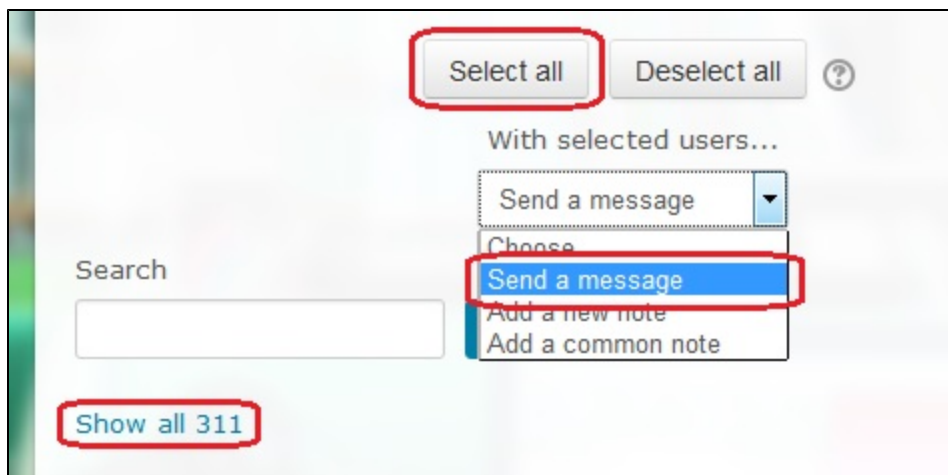 Select all Deselect all ?
With selected users...
Send a message
Choose...
Send a message
Search
Add a new note
Add a common note
Show all 311